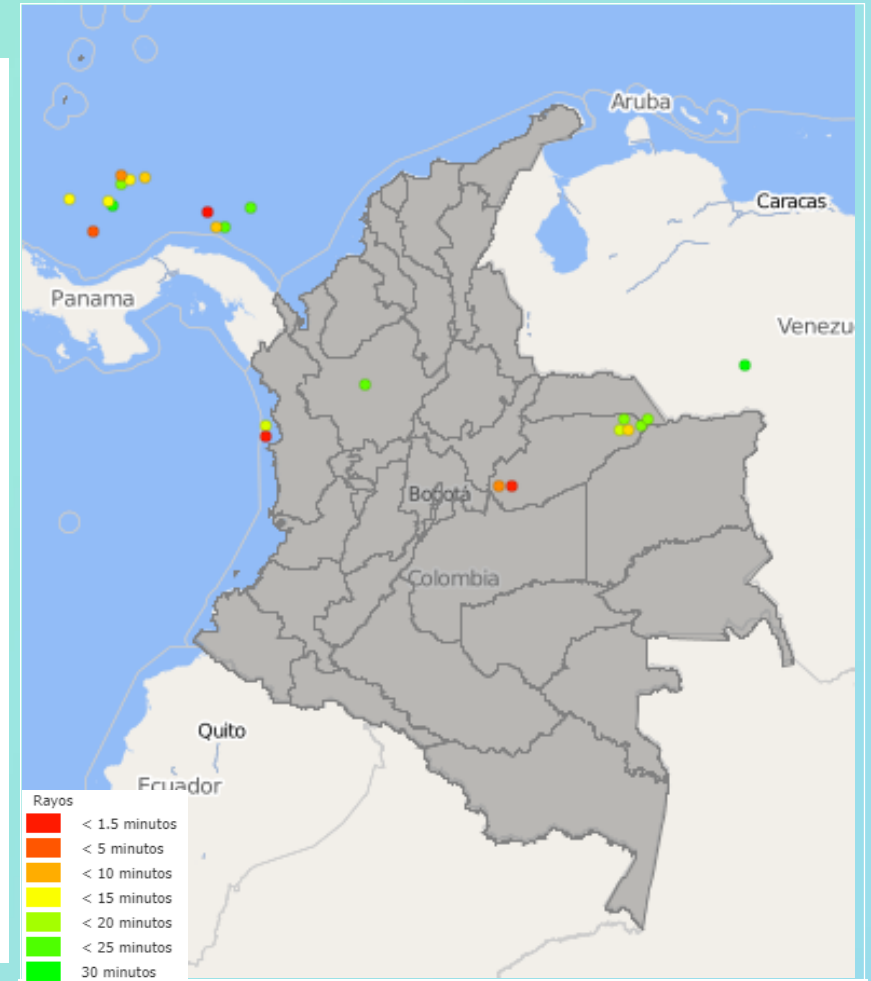 Aruba
Caracas
Panama
Venezu
Bogotá
Colombia
Quito
Ecuador
Rayos
< 1.5 minutos
< 5 minutos
< 10 minutos
< 15 minutos
< 20 minutos
< 25 minutos
30 minutos